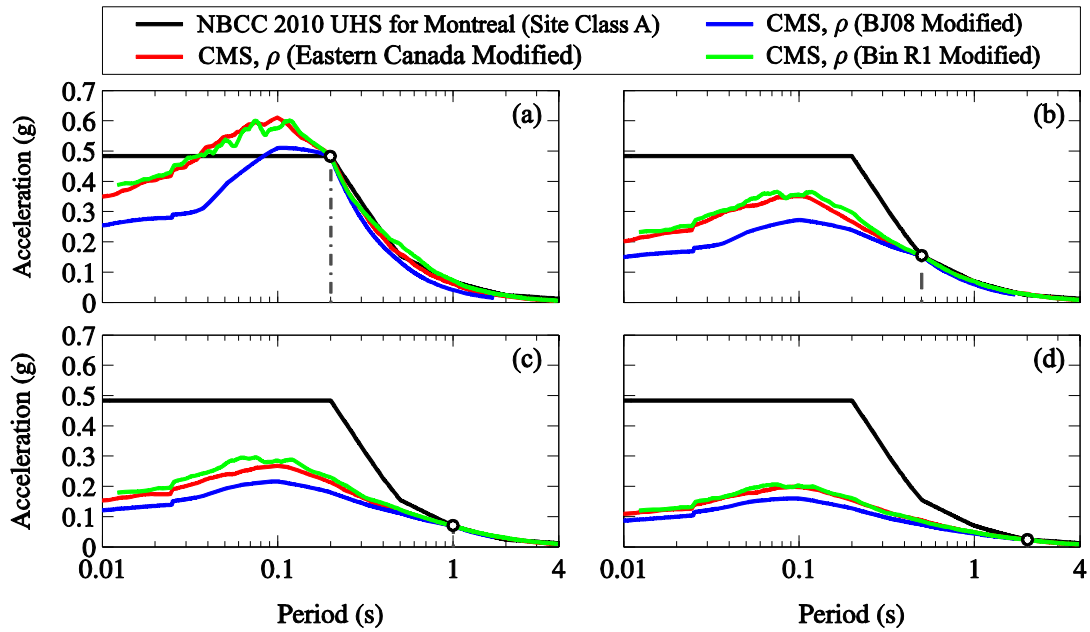 NBCC 2010 UHS for Montreal (Site Class A)
CMS, ρ (BJ08 Modified)
CMS, ρ (Eastern Canada Modified)
CMS, ρ (Bin R1 Modified)
0.7
0.6
0.5
0.4
0.3
0.2
0.1
0
Acceleration (g)
(a)
(b)
0.7
0.6
0.5
0.4
0.3
0.2
0.1
0
Acceleration (g)
(c)
(d)
0.01 0.1 1 4
0.01 0.1 1 4
Period (s)
Period (s)